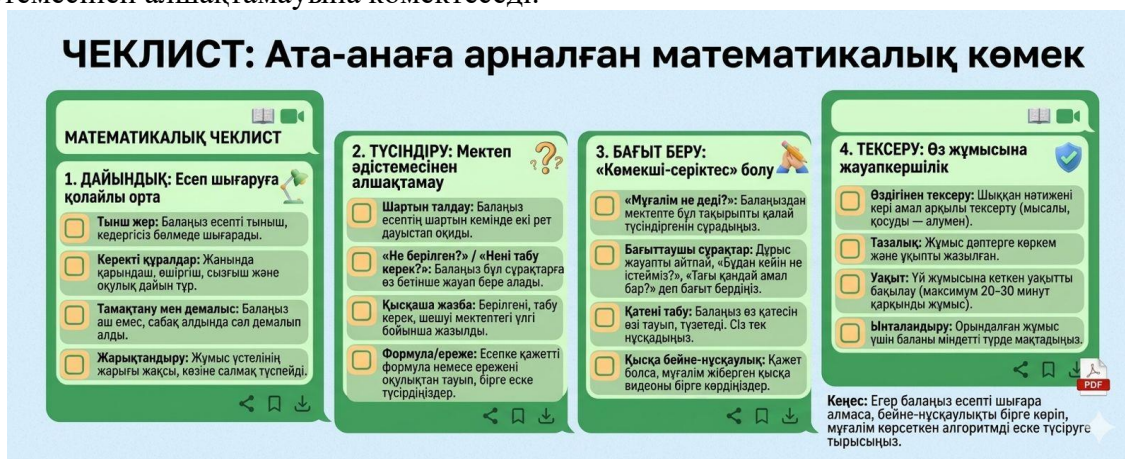 ЧЕКЛИСТ: Ата-анаға арналған математикалық көмек
МАТЕМАТИКАЛЫҚ ЧЕКЛИСТ
1. ДАЙЫНДЫҚ: Есеп шығаруға
қолайлы орта
Тыныш жер: Балаңыз есепті тыныш,
кедергісіз бөлмеде шығарады.
Керекті құралдар: Жанында
қарындаш, өшіргіш, сызғыш және
оқулық дайын тұр.
Тамақтану мен демалыс: Балаңыз
аш емес, сабақ алдында сәл демалып
алды.
Жарықтандыру: Жұмыс үстелінің
жарығы жақсы, көзіне салмақ түспейді.
2. ТҮСІНДІРУ: Мектеп
әдістемесінен
алшақтамау
Шартын талдау: Балаңыз
есептің шартын кемінде екі рет
дауыстап оқиды.
«Не берілген?» / «Нені табу
керек?»: Балаңыз бұл сұрақтарға
өз бетінше жауап бере алады.
Қысқаша жазба: Берілгені, табу
керек, шешуі мектептегі үлгі
бойынша жазылды.
Формула/ереже: Есепке қажетті
формула немесе ережені
оқулықтан тауып, бірге еске
түсірдіңіздер.
3. БАҒЫТ БЕРУ:
«Көмекші-серіктес» болу
«Мұғалім не деді?»: Балаңыздан
мектепте бұл тақырыпты қалай
түсіндіргенін сұрадыңыз.
Бағыттаушы сұрақтар: Дұрыс
жауапты айтпай, «Бұдан кейін не
істейміз?», «Тағы қандай амал
бар?» деп бағыт бердіңіз.
Қатені табу: Балаңыз өз қатесін
өзі тауып, түзетеді. Сіз тек
нұсқадыңыз.
Қысқа бейне-нұсқаулық: Қажет
болса, мұғалім жіберген қысқа
видеоны бірге көрдіңіздер.
4. ТЕКСЕРУ: Өз жұмысына
жауапкершілік
Өздігінен тексеру: Шыққан нәтижені
кері амал арқылы тексерту (мысалы,
қосуды — алумен).
Тазалық: Жұмыс дәптерге көркем
және ұқыпты жазылған.
Уақыт: Үй жұмысына кеткен уақытты
бақылау (максимум 20–30 минут
қарқынды жұмыс).
Ынталандыру: Орындалған жұмыс
үшін баланы міндетті түрде мақтадыңыз.
PDF
Кеңес: Егер балаңыз есепті шығара
алмаса, бейне-нұсқаулықты бірге көріп,
мұғалім көрсеткен алгоритмді еске түсіруге
тырысыңыз.